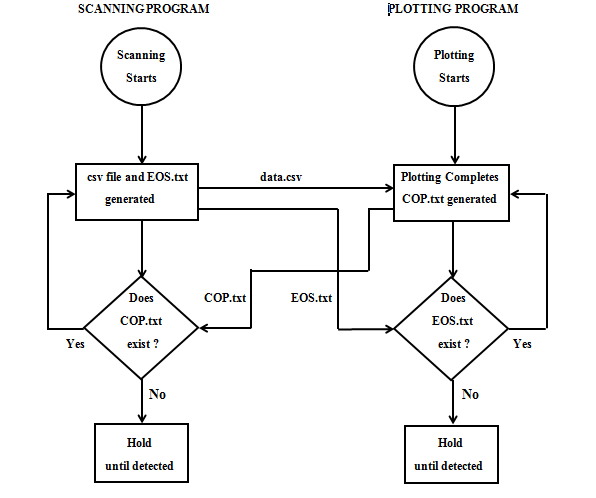 SCANNING PROGRAM
PLOTTING PROGRAM
Scanning
Starts
Plotting
Starts
csv file and EOS.txt
generated
data.csv
Plotting Completes
COP.txt generated
Does
COP.txt
exist ?
COP.txt
EOS.txt
Does
EOS.txt
exist ?
Yes
Yes
No
No
Hold
until detected
Hold
until detected